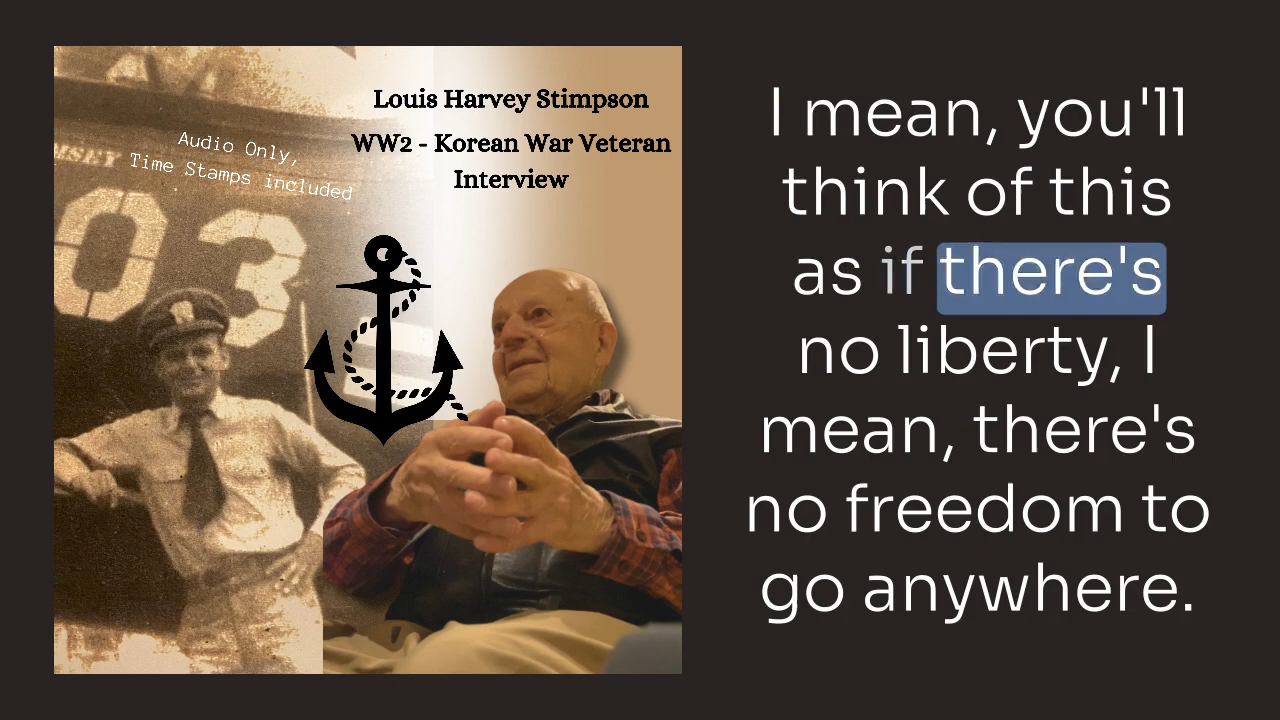 Louis Harvey Stimpson
WW2 - Korean War Veteran
Interview
Audio Only,
Time Stamps included
03
I mean, you'll
think of this
as if there's
no liberty, I
mean, there's
no freedom to
go anywhere.